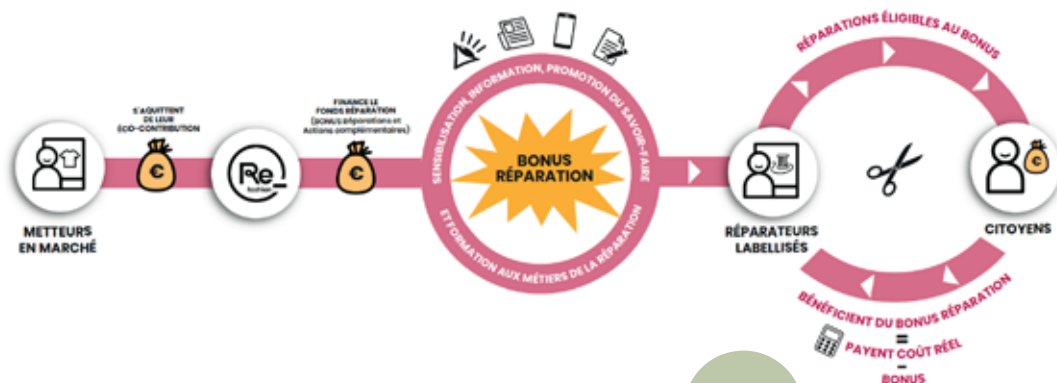 S'AQUITTENT
DE LEUR
ÉCO-CONTRIBUTION
FINANCE LE
FONDS RÉPARATION
(BONUS Réparations et
Actions complémentaires)
METTEURS
EN MARCHÉ
€
Re_
fashion
€
SENSIBILISATION, INFORMATION, PROMOTION DU SAVOIR-FAIRE
ET FORMATION AUX MÉTIERS DE LA RÉPARATION
BONUS
RÉPARATION
RÉPARATIONS ÉLIGIBLES AU BONUS
RÉPARATEURS
LABELLISÉS
€
CITOYENS
BÉNÉFICIENT DU BONUS RÉPARATION
=
PAYENT COÛT RÉEL
-
BONUS